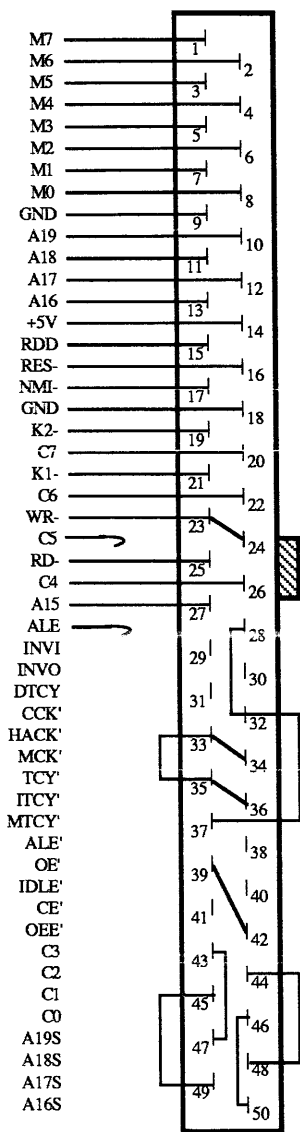 M7 1
M6 2
M5 3
M4 4
M3 5
M2 6
M1 7
M0 8
GND 9
A19 10
A18 11
A17 12
A16 13
+5V 14
RDD 15
RES- 16
NMI- 17
GND 18
K2- 19
C7 20
K1- 21
C6 22
WR- 23
C5 24
RD- 25
C4 26
A15 27
ALE 28
INVI 29
INVO 30
DTCY 31
CCK' 32
HACK' 33
MCK' 34
TCY' 35
ITCY' 36
MTCY' 37
ALE' 38
OE' 39
IDLE' 40
CE' 41
OEE' 42
C3 43
C2 44
C1 45
C0 46
A19S 47
A18S 48
A17S 49
A16S 50